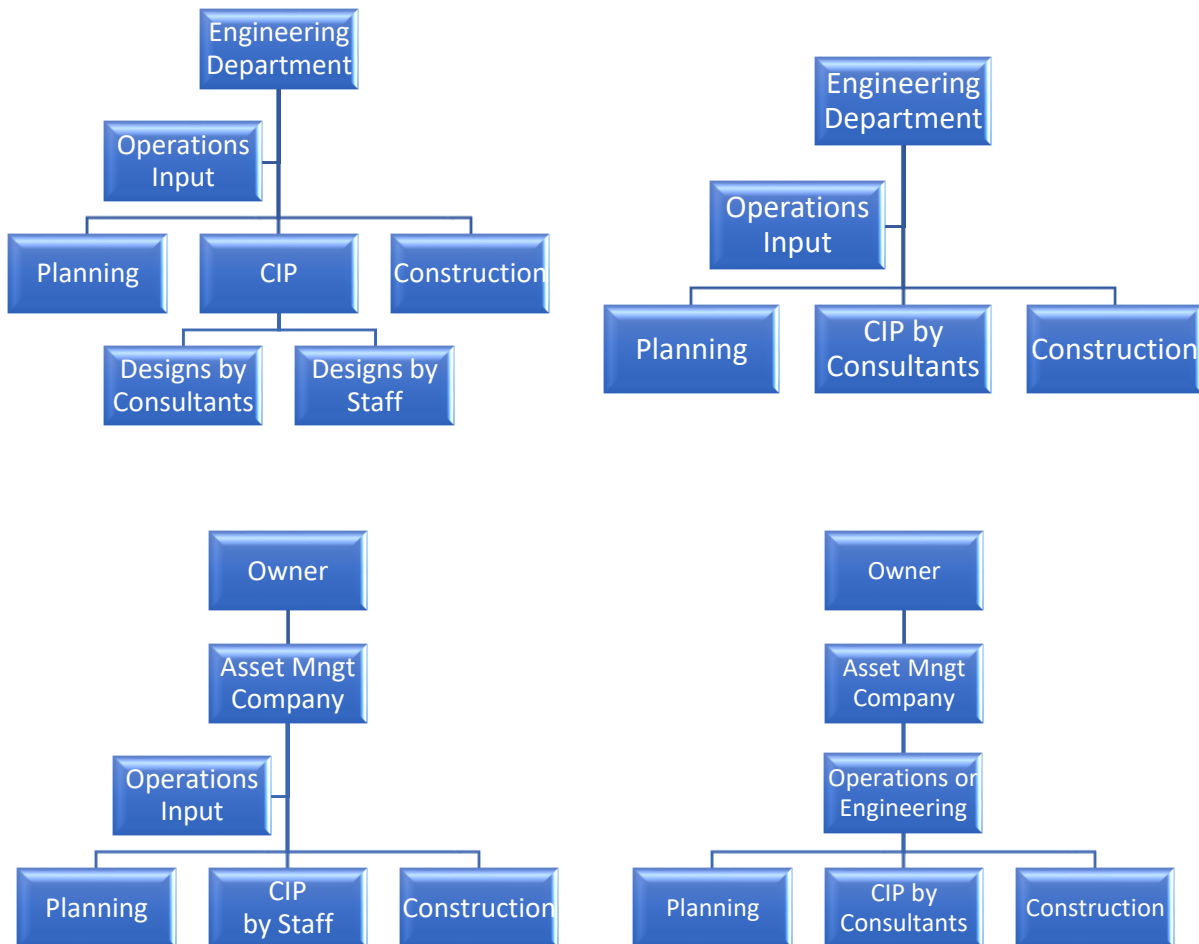 Engineering
Department
Operations
Input
Planning
CIP
Construction
Designs by
Consultants
Designs by
Staff
Engineering
Department
Operations
Input
Planning
CIP by
Consultants
Construction
Owner
Asset Mngt
Company
Operations
Input
Planning
CIP
by Staff
Construction
Owner
Asset Mngt
Company
Operations or
Engineering
Planning
CIP by
Consultants
Construction